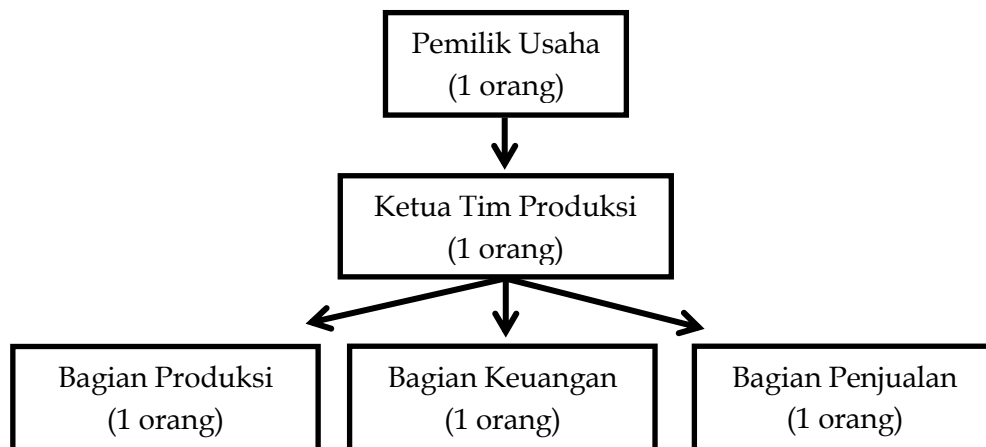 Pemilik Usaha
(1 orang)
Ketua Tim Produksi
(1 orang)
Bagian Produksi
(1 orang)
Bagian Keuangan
(1 orang)
Bagian Penjualan
(1 orang)